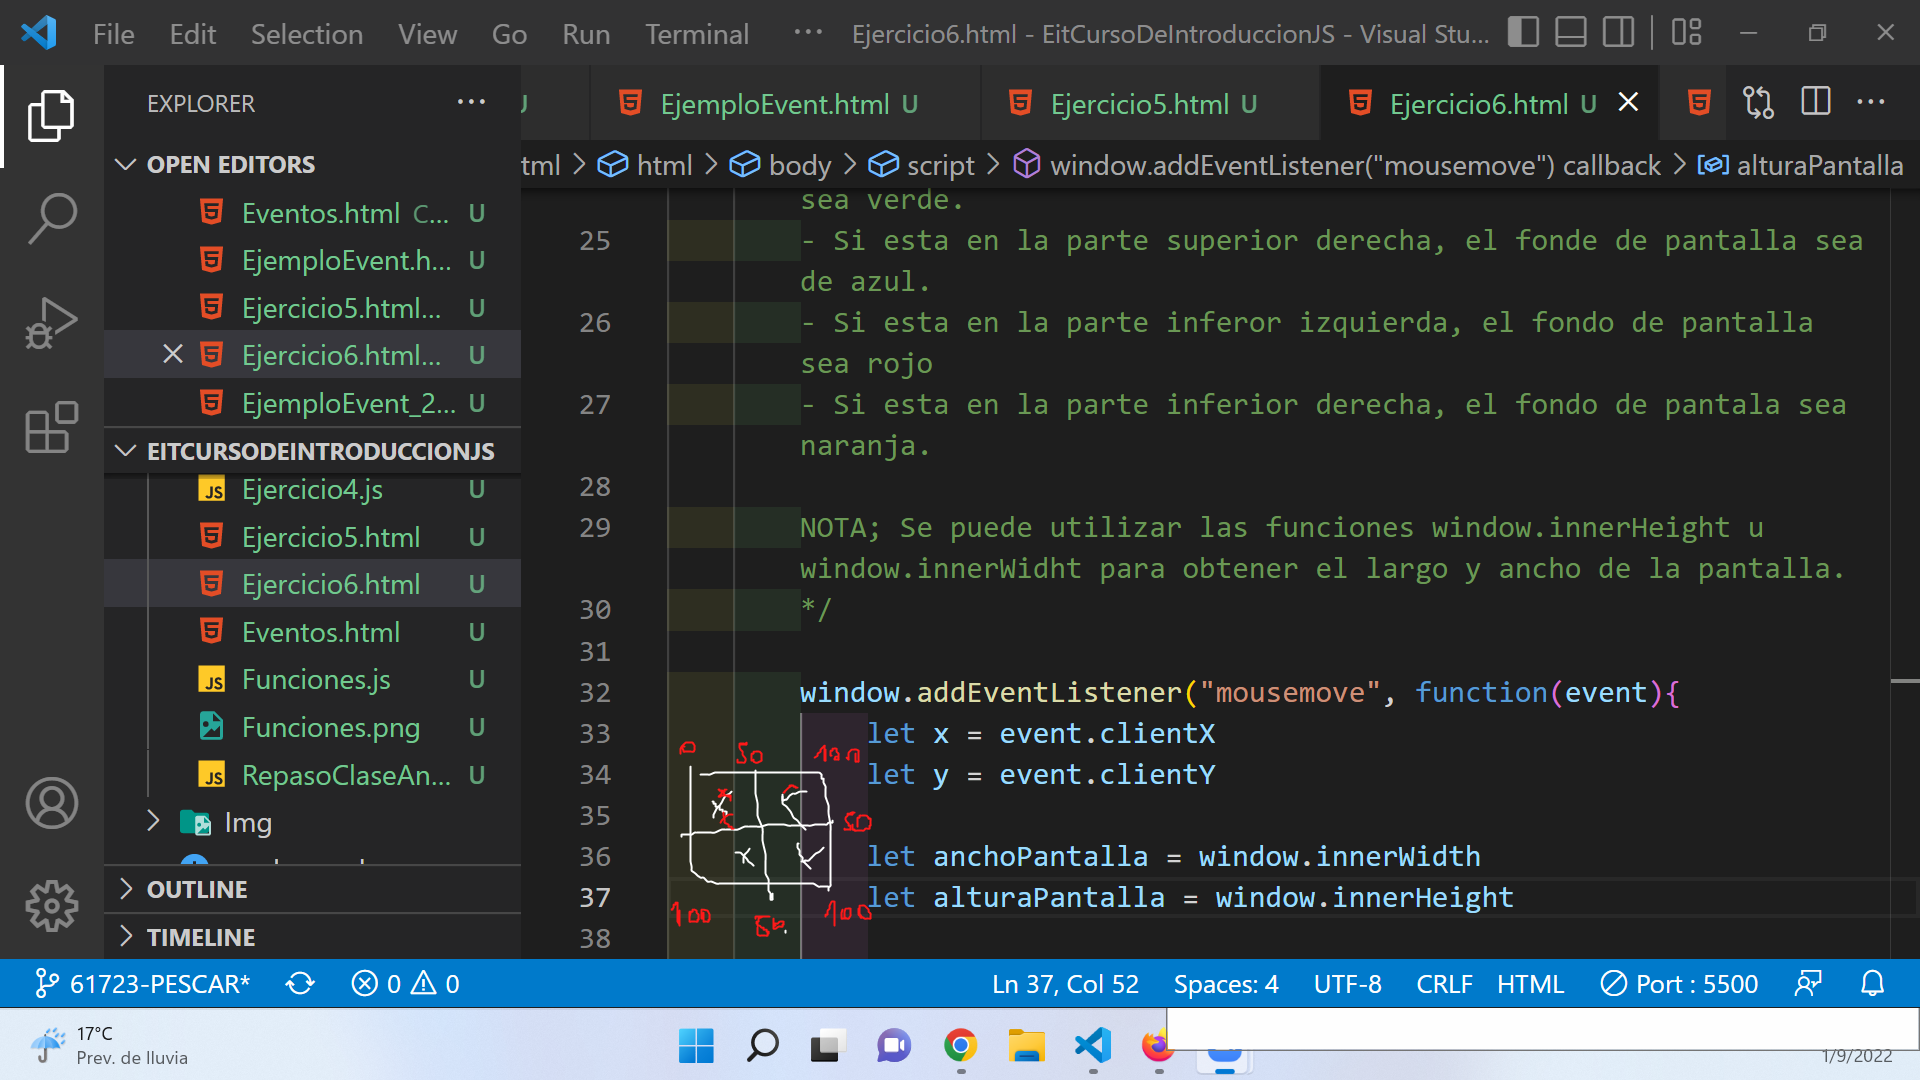 File Edit Selection View Go Run Terminal ··· Ejercicio6.html - EitCursoDeIntroduccionJS - Visual Stu...
EXPLORER ···
EjemploEvent.html U Ejercicio5.html U Ejercicio6.html U ···
OPEN EDITORS
tml > html > body > script > window.addEventListener("mousemove") callback > alturaPantalla
Eventos.html C... U
EjemploEvent.h... U
Ejercicio5.html... U
Ejercicio6.html... U
EjemploEvent_2... U
EITCURSODEINTRODUCCIONJS
Ejercicio4.js U
Ejercicio5.html U
Ejercicio6.html U
Eventos.html U
Funciones.js U
Funciones.png U
RepasoClaseAn... U
Img
OUTLINE
TIMELINE
sea verde.
25 - Si esta en la parte superior derecha, el fonde de pantalla sea
de azul.
26 - Si esta en la parte inferor izquierda, el fondo de pantalla
sea rojo
27 - Si esta en la parte inferior derecha, el fondo de pantala sea
naranja.
28
29 NOTA; Se puede utilizar las funciones window.innerHeight u
window.innerWidht para obtener el largo y ancho de la pantalla.
30 */
31
32 window.addEventListener("mousemove", function(event){
33 let x = event.clientX
34 let y = event.clientY
35
36 let anchoPantalla = window.innerWidth
37 let alturaPantalla = window.innerHeight
38
0 50 100
50
100 50. 100
61723-PESCAR* 0 0 Ln 37, Col 52 Spaces: 4 UTF-8 CRLF HTML Port : 5500
17°C
Prev. de lluvia
1/9/2022